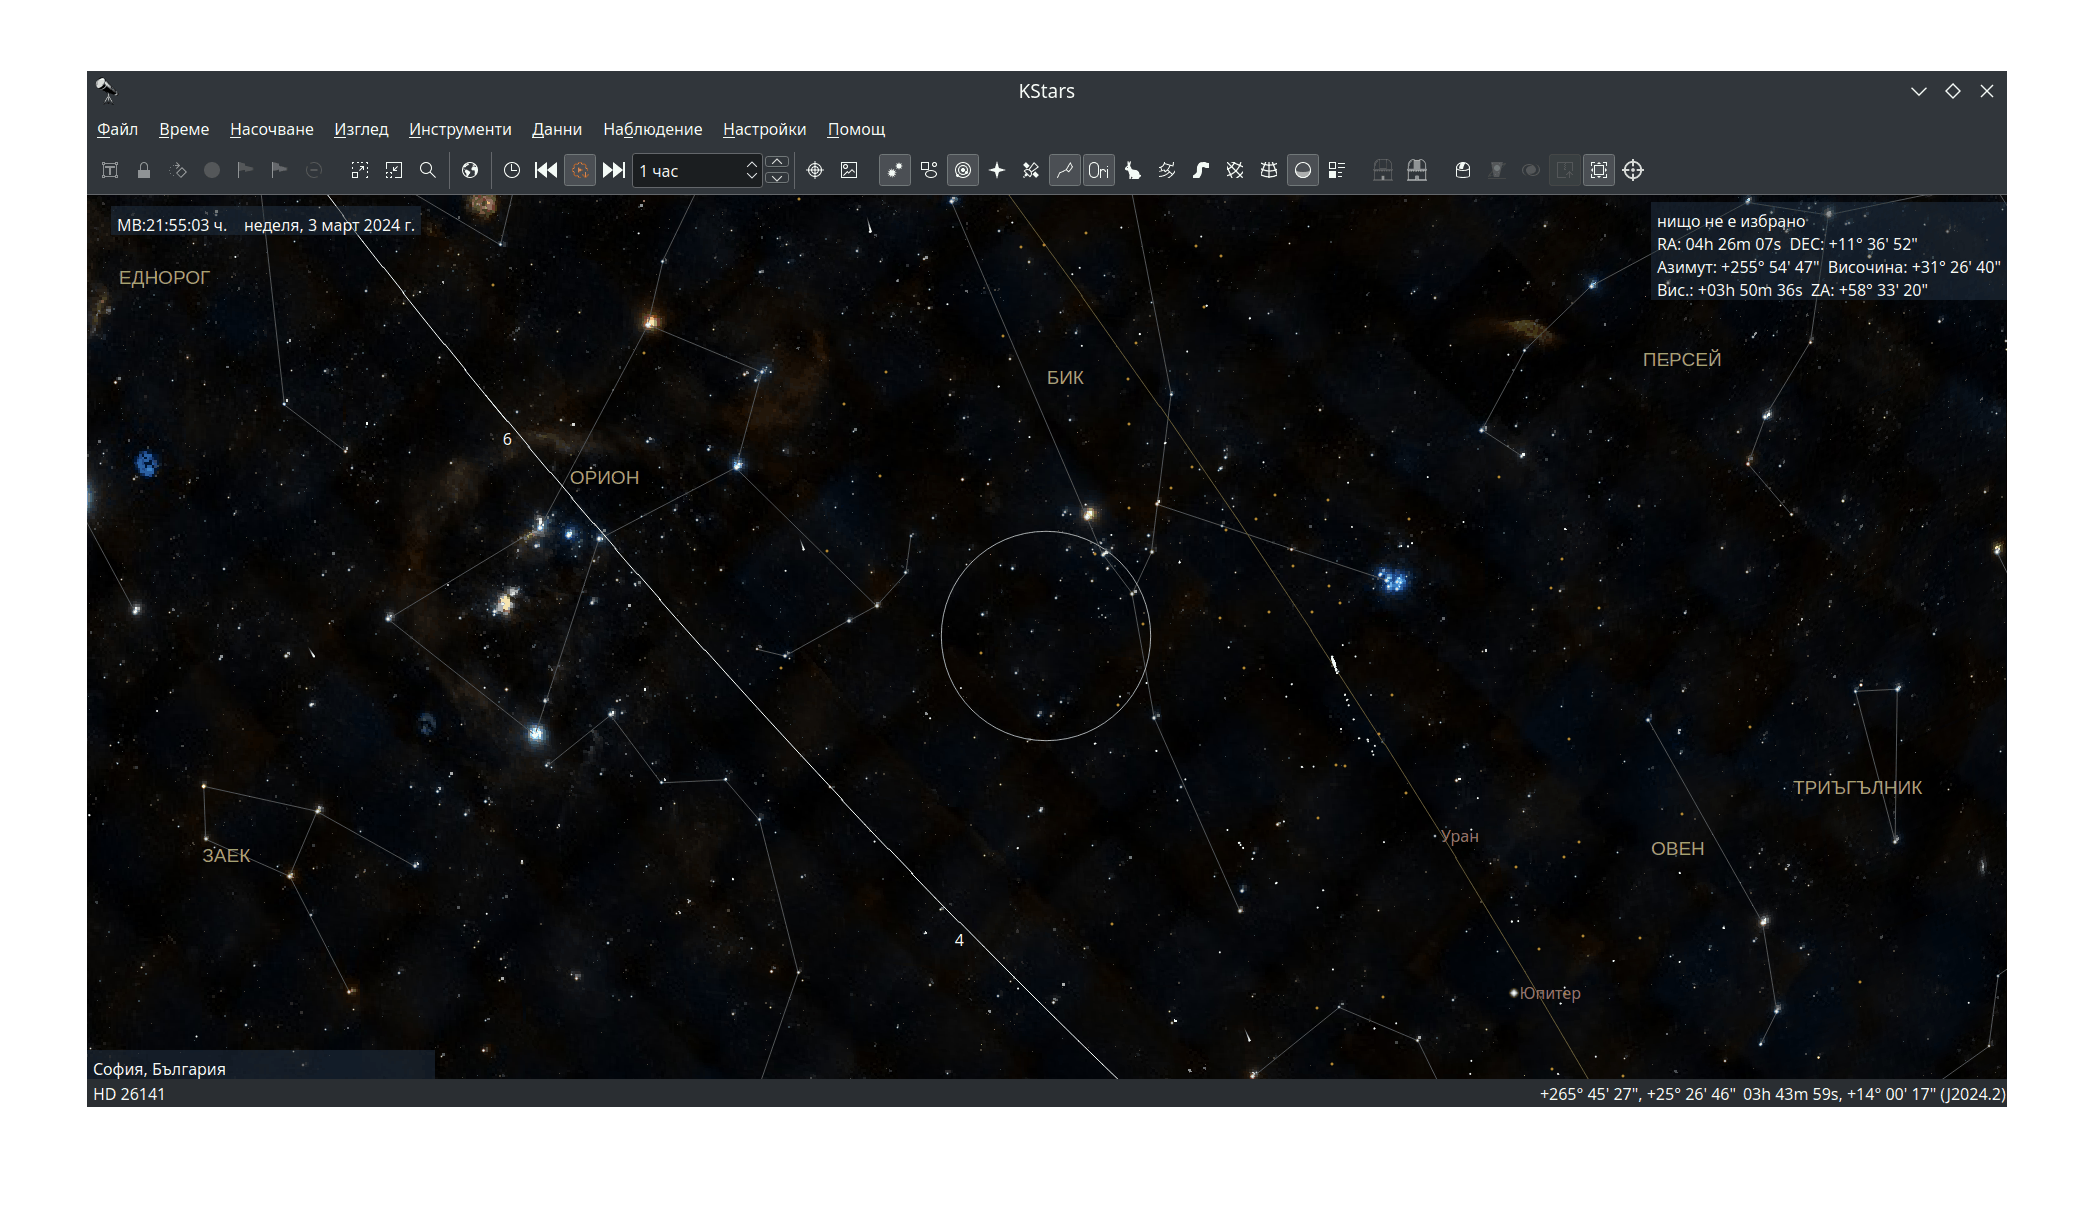 KStars
Файл Време Насочване Изглед Инструменти Данни Наблюдение Настройки Помощ
1 час Ori
МВ:21:55:03 ч. неделя, 3 март 2024 г.
нищо не е избрано
RA: 04h 26m 07s DEC: +11° 36' 52"
Азимут: +255° 54' 47" Височина: +31° 26' 40"
Вис.: +03h 50m 36s ZA: +58° 33' 20"
ЕДНОРОГ
ПЕРСЕЙ
БИК
6
ОРИОН
ТРИЪГЪЛНИК
Уран
ОВЕН
ЗАЕК
4
Юпитер
София, България
HD 26141
+265° 45' 27", +25° 26' 46" 03h 43m 59s, +14° 00' 17" (J2024.2)